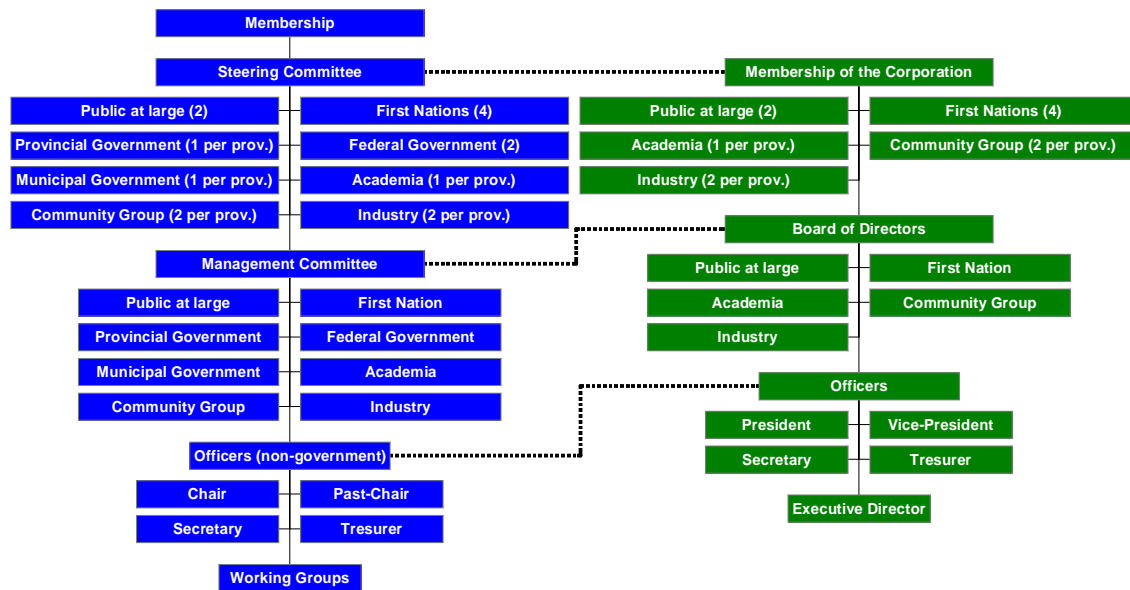 Membership
Steering Committee
Public at large (2)
First Nations (4)
Provincial Government (1 per prov.)
Federal Government (2)
Municipal Government (1 per prov.)
Academia (1 per prov.)
Community Group (2 per prov.)
Industry (2 per prov.)
Management Committee
Public at large
First Nation
Provincial Government
Federal Government
Municipal Government
Academia
Community Group
Industry
Officers (non-government)
Chair
Past-Chair
Secretary
Tresurer
Working Groups
Membership of the Corporation
Public at large (2)
First Nations (4)
Academia (1 per prov.)
Community Group (2 per prov.)
Industry (2 per prov.)
Board of Directors
Public at large
First Nation
Academia
Community Group
Industry
Officers
President
Vice-President
Secretary
Tresurer
Executive Director